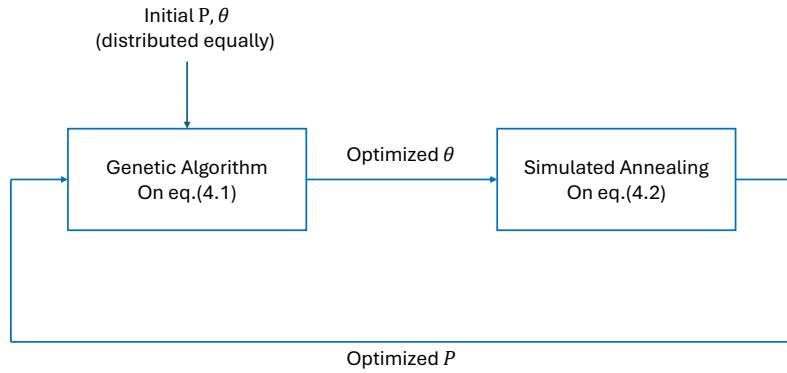 Initial P, θ
(distributed equally)
Genetic Algorithm
On eq.(4.1)
Optimized θ
Simulated Annealing
On eq.(4.2)
Optimized P